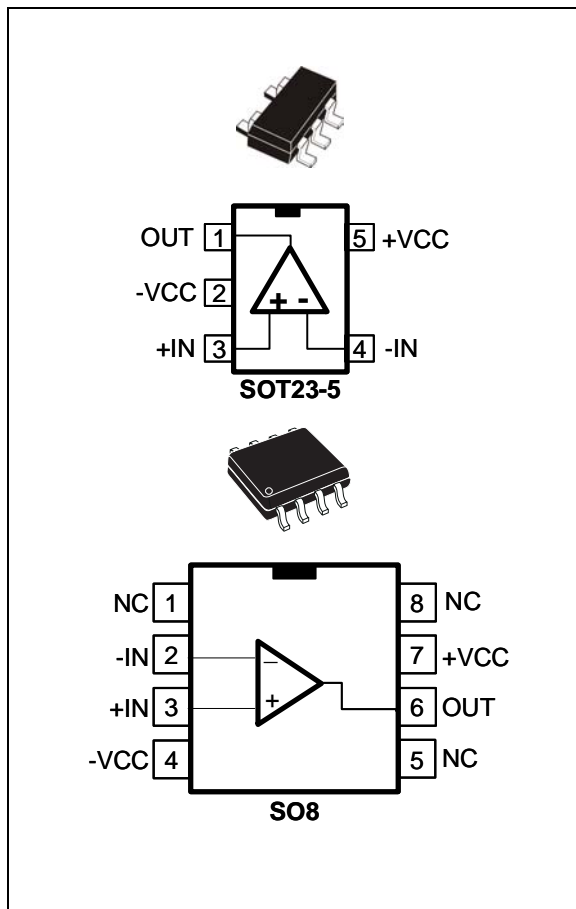 OUT 1 5 +VCC
-VCC 2
+IN 3 + - 4 -IN
SOT23-5
NC 1 8 NC
-IN 2 − 7 +VCC
+IN 3 + 6 OUT
-VCC 4 5 NC
SO8